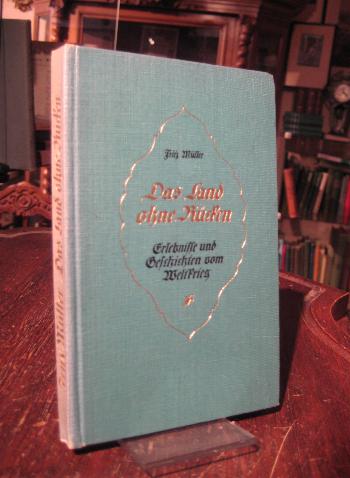 Fritz Müller
Das Land
ohne Rücken
Erlebnisse und
Geschichten vom
Weltkrieg
Fritz Müller Das Land ohne Rücken